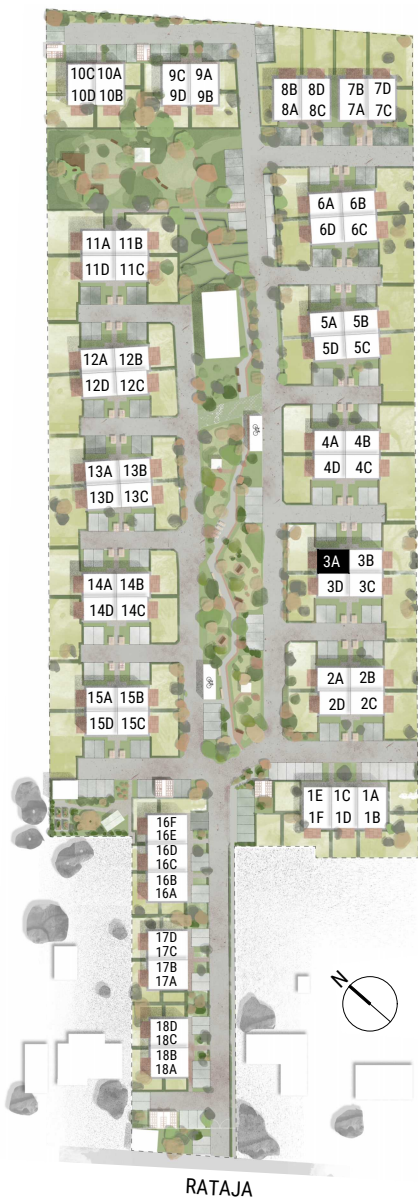 10C 10A
10D 10B
9C 9A
9D 9B
8B 8D
8A 8C
7B 7D
7A 7C
6A 6B
6D 6C
11A 11B
11D 11C
5A 5B
5D 5C
12A 12B
12D 12C
4A 4B
4D 4C
13A 13B
13D 13C
3A 3B
3D 3C
14A 14B
14D 14C
2A 2B
2D 2C
15A 15B
15D 15C
1E 1C 1A
1F 1D 1B
16F
16E
16D
16C
16B
16A
17D
17C
17B
17A
18D
18C
18B
18A
N
RATAJA